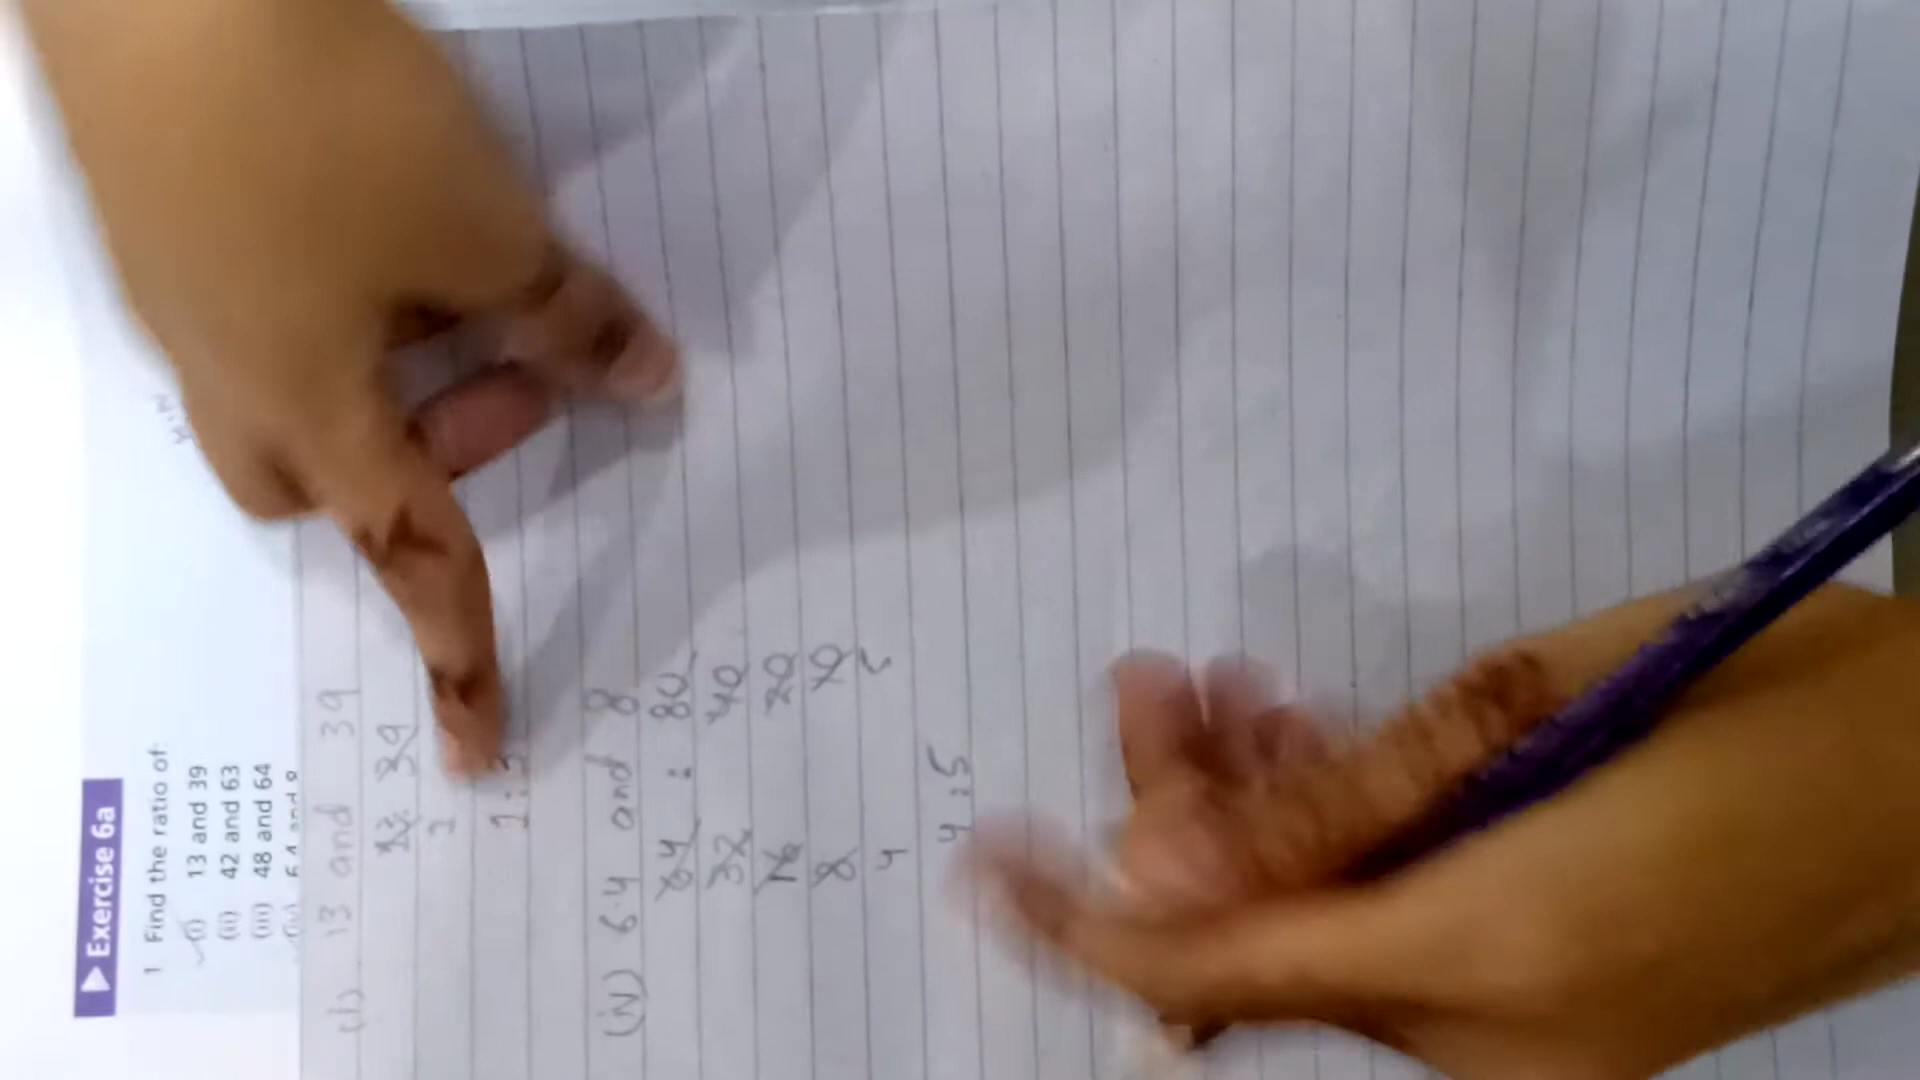 Exercise 6a
1 Find the ratio of
(i) 13 and 39
(ii) 42 and 63
(iii) 48 and 64
(i) 13 and 39
13 39
1
1:3
(iv) 6.4 and 8
64 : 80
32 40
16 20
8 10
4 5
4:5